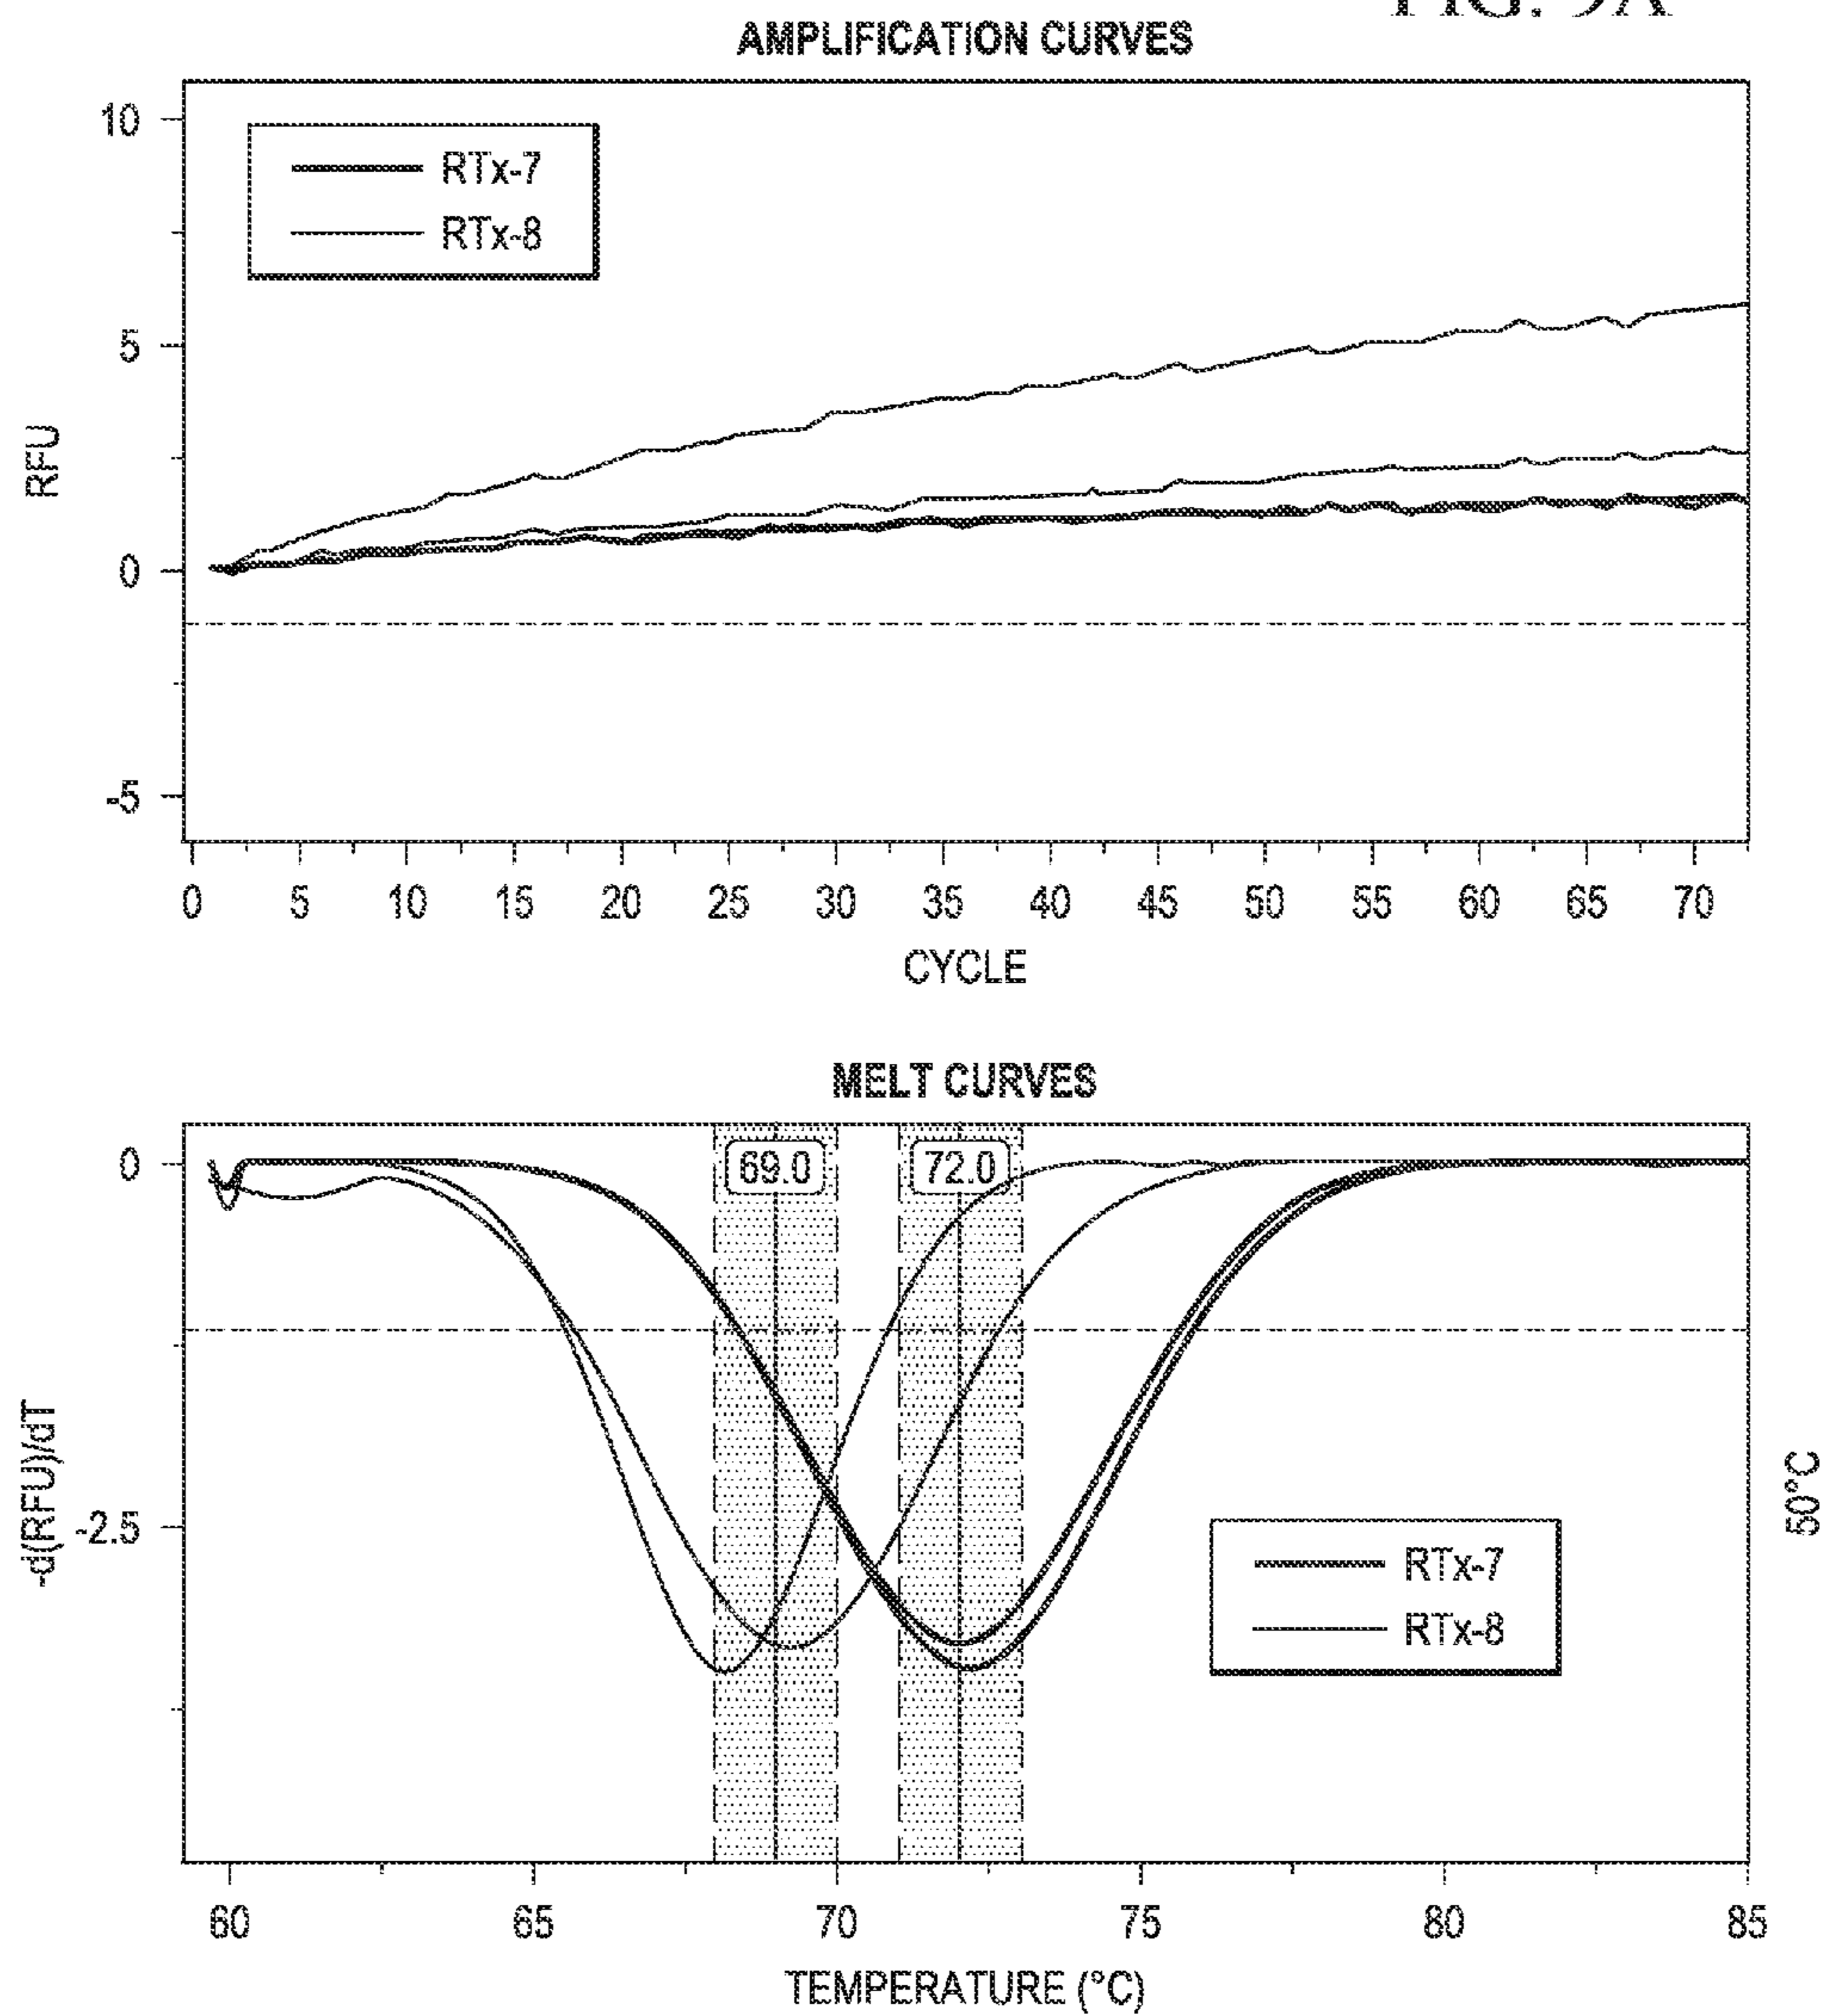 FIG. 9A
AMPLIFICATION CURVES
10
5
0
-5
RFU
RTx-7
RTx-8
0 5 10 15 20 25 30 35 40 45 50 55 60 65 70
CYCLE
MELT CURVES
0
-2.5
-d(RFU)/dT
69.0 72.0
RTx-7
RTx-8
50°C
60 65 70 75 80 85
TEMPERATURE (°C)